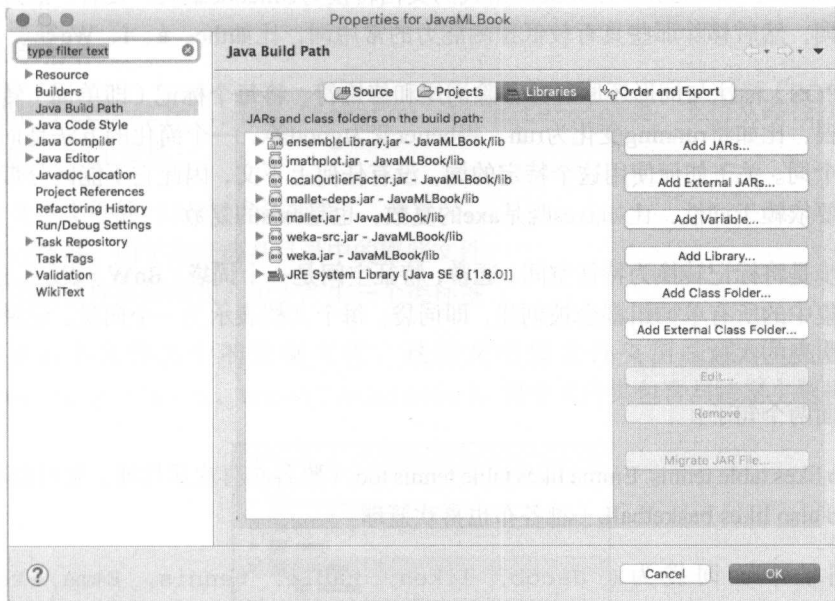 Properties for JavaMLBook
type filter text
Java Build Path
Resource
Builders
Java Build Path
Java Code Style
Java Compiler
Java Editor
Javadoc Location
Project References
Refactoring History
Run/Debug Settings
Task Repository
Task Tags
Validation
WikiText
Source
Projects
Libraries
Order and Export
JARs and class folders on the build path:
ensembleLibrary.jar - JavaMLBook/lib
jmathplot.jar - JavaMLBook/lib
localOutlierFactor.jar - JavaMLBook/lib
mallet-deps.jar - JavaMLBook/lib
mallet.jar - JavaMLBook/lib
weka-src.jar - JavaMLBook/lib
weka.jar - JavaMLBook/lib
JRE System Library [Java SE 8 [1.8.0]]
Add JARs...
Add External JARs...
Add Variable...
Add Library...
Add Class Folder...
Add External Class Folder...
Edit...
Remove
Migrate JAR File...
?
Cancel
OK